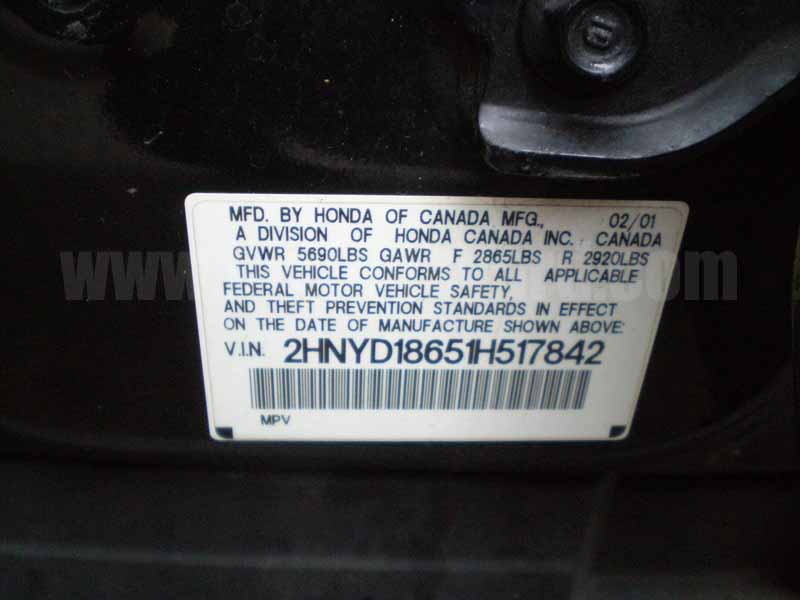 MFD. BY HONDA OF CANADA MFG., 02/01
A DIVISION OF HONDA CANADA INC. CANADA
GVWR 5690LBS GAWR F 2865LBS R 2920LBS
THIS VEHICLE CONFORMS TO ALL APPLICABLE
FEDERAL MOTOR VEHICLE SAFETY,
AND THEFT PREVENTION STANDARDS IN EFFECT
ON THE DATE OF MANUFACTURE SHOWN ABOVE:
V.I.N. 2HNYD18651H517842
MPV